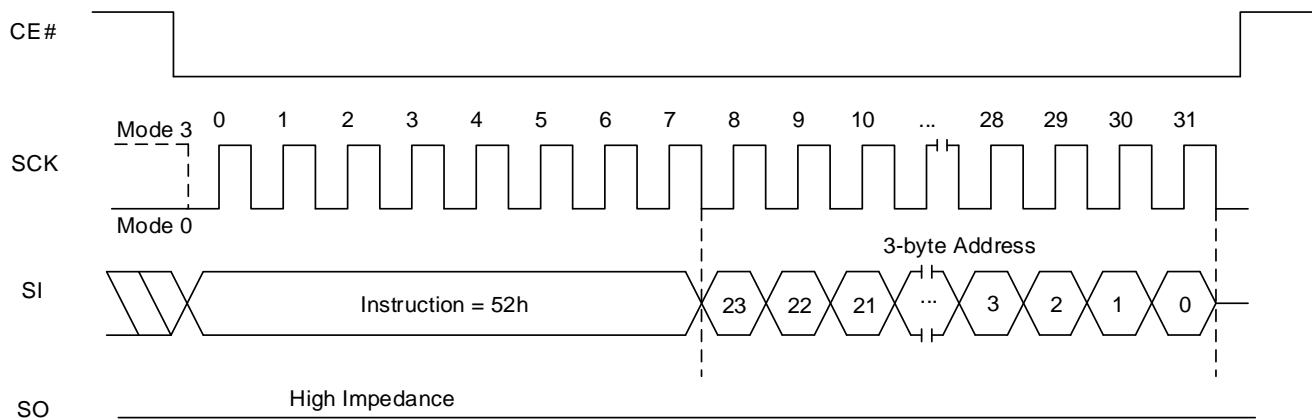 CE#
0 1 2 3 4 5 6 7 8 9 10 ... 28 29 30 31
Mode 3
SCK
Mode 0
3-byte Address
SI
Instruction = 52h 23 22 21 ... 3 2 1 0
High Impedance
SO